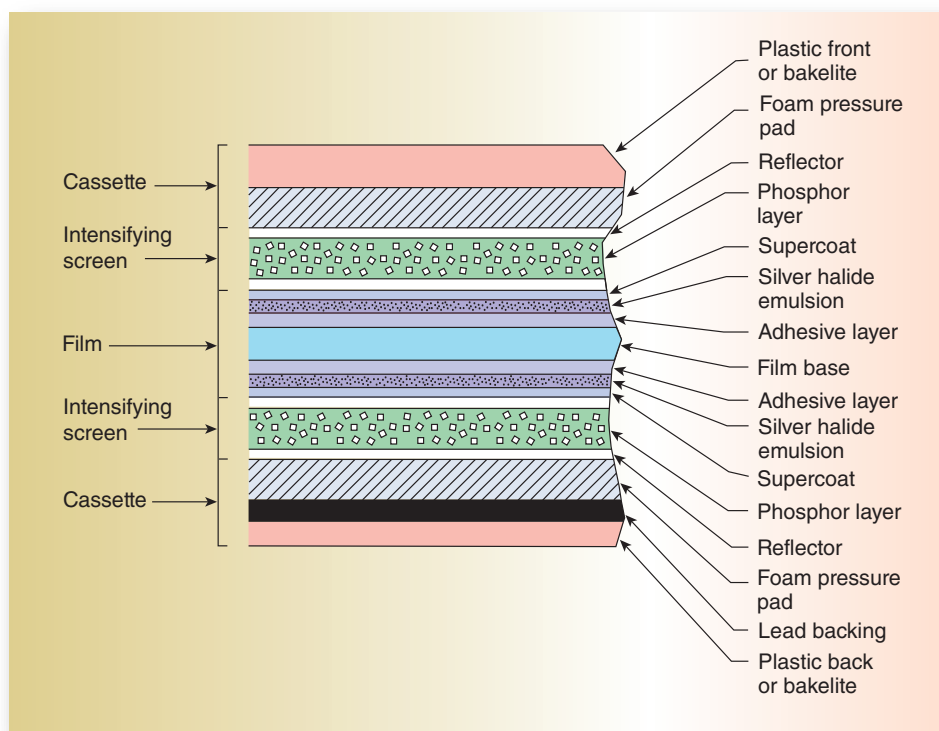 Cassette
Intensifying
screen
Film
Intensifying
screen
Cassette
Plastic front
or bakelite
Foam pressure
pad
Reflector
Phosphor
layer
Supercoat
Silver halide
emulsion
Adhesive layer
Film base
Adhesive layer
Silver halide
emulsion
Supercoat
Phosphor layer
Reflector
Foam pressure
pad
Lead backing
Plastic back
or bakelite